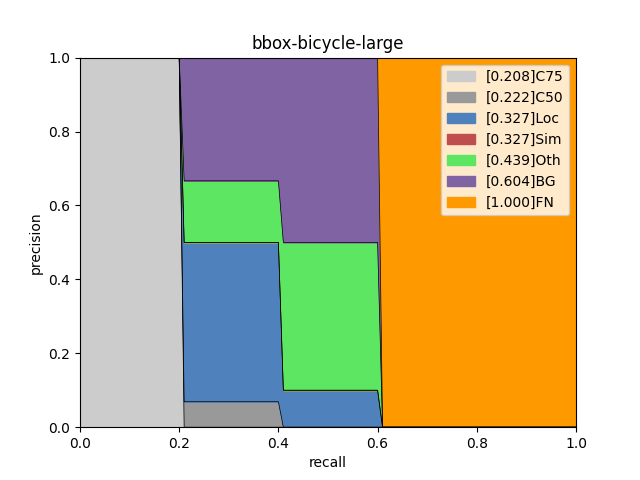 bbox-bicycle-large
1.0
0.8
0.6
0.4
0.2
0.0
precision
[0.208]C75
[0.222]C50
[0.327]Loc
[0.327]Sim
[0.439]Oth
[0.604]BG
[1.000]FN
0.0 0.2 0.4 0.6 0.8 1.0
recall